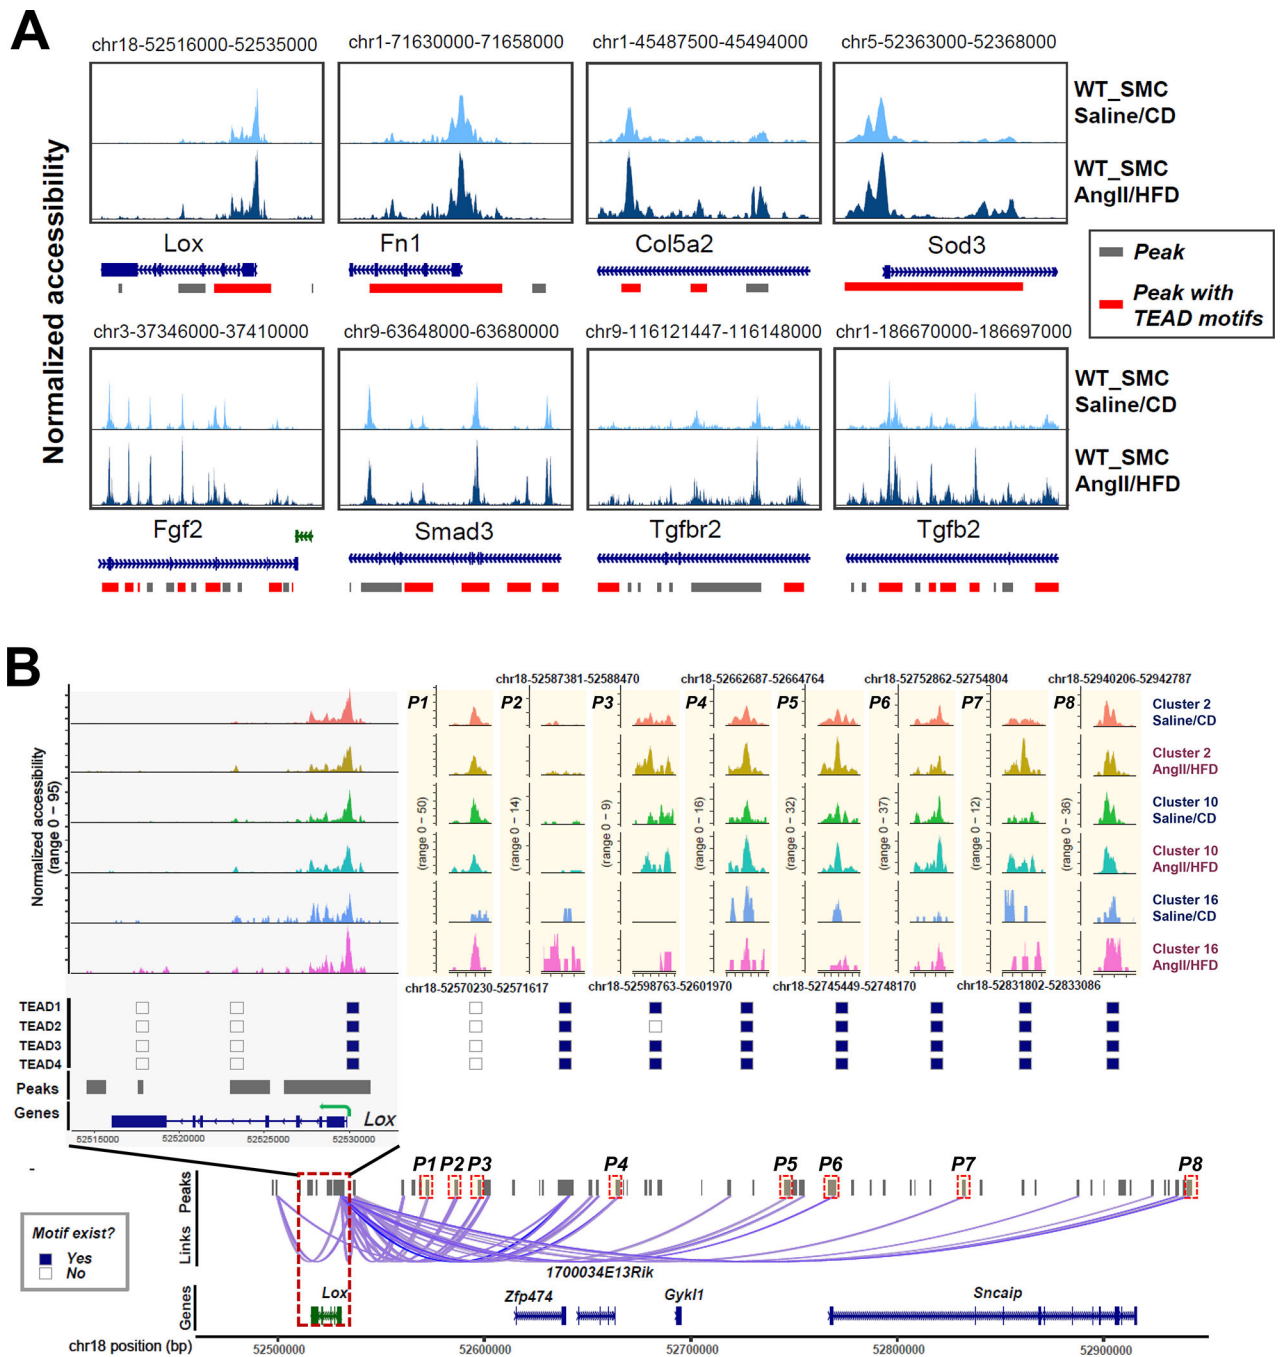 A
chr18-52516000-52535000
chr1-71630000-71658000
chr1-45487500-45494000
chr5-52363000-52368000
Normalized accessibility
WT_SMC
Saline/CD
WT_SMC
AngII/HFD
Lox
Fn1
Col5a2
Sod3
Peak
Peak with
TEAD motifs
chr3-37346000-37410000
chr9-63648000-63680000
chr9-116121447-116148000
chr1-186670000-186697000
WT_SMC
Saline/CD
WT_SMC
AngII/HFD
Fgf2
Smad3
Tgfbr2
Tgfb2
B
chr18-52587381-52588470
chr18-52662687-52664764
chr18-52752862-52754804
chr18-52940206-52942787
P1
P2
P3
P4
P5
P6
P7
P8
Cluster 2
Saline/CD
Cluster 2
AngII/HFD
Cluster 10
Saline/CD
Cluster 10
AngII/HFD
Cluster 16
Saline/CD
Cluster 16
AngII/HFD
Normalized accessibility
(range 0 – 95)
(range 0 – 50)
(range 0 – 14)
(range 0 – 9)
(range 0 – 16)
(range 0 – 32)
(range 0 – 37)
(range 0 – 12)
(range 0 – 36)
chr18-52570230-52571617
chr18-52598763-52601970
chr18-52745449-52748170
chr18-52831802-52833086
TEAD1
TEAD2
TEAD3
TEAD4
Peaks
Genes
Lox
52515000
52520000
52525000
52530000
P1
P2
P3
P4
P5
P6
P7
P8
Peaks
Links
Motif exist?
Yes
No
1700034E13Rik
Genes
Lox
Zfp474
Gykl1
Sncaip
chr18 position (bp)
52500000
52600000
52700000
52800000
52900000